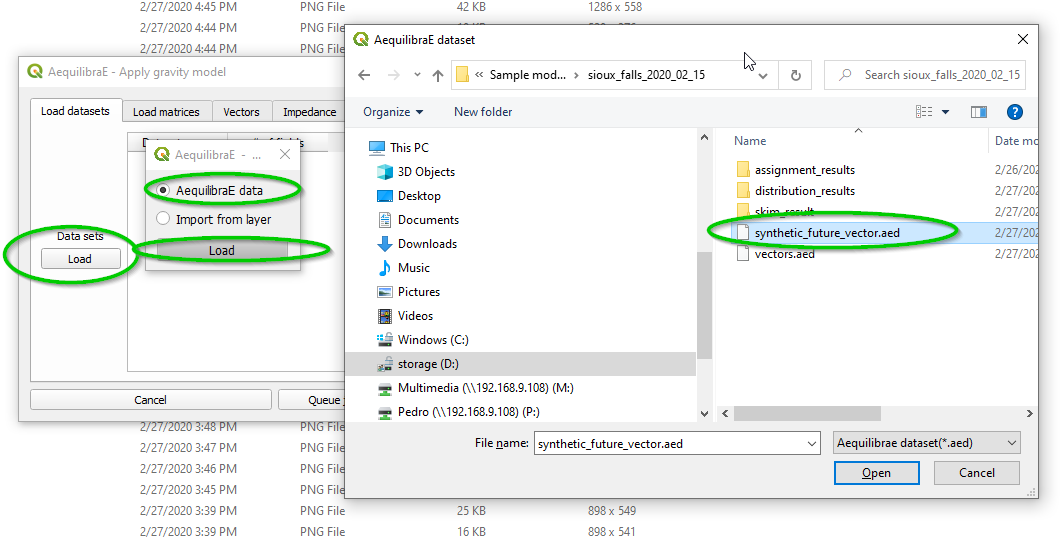 2/27/2020 4:45 PM PNG File 42 KB 1286 x 558
2/27/2020 4:44 PM PNG File
2/27/2020 4:44 PM PNG File
AequilibraE - Apply gravity model
Load datasets Load matrices Vectors Impedance
AequilibraE - ...
AequilibraE data
Import from layer
Load
Data sets
Load
Cancel Queue
2/27/2020 3:48 PM PNG File
2/27/2020 3:47 PM PNG File
2/27/2020 3:46 PM PNG File
2/27/2020 3:45 PM PNG File
2/27/2020 3:39 PM PNG File 25 KB 898 x 549
2/27/2020 3:39 PM PNG File 16 KB 898 x 541
AequilibraE dataset
« Sample mod... › sioux_falls_2020_02_15
Search sioux_falls_2020_02_15
Organize New folder
This PC
3D Objects
Desktop
Documents
Downloads
Music
Pictures
Videos
Windows (C:)
storage (D:)
Multimedia (\\192.168.9.108) (M:)
Pedro (\\192.168.9.108) (P:)
Name Date mo
assignment_results 2/26/202
distribution_results 2/27/202
skim_result 2/27/202
synthetic_future_vector.aed 2/27/202
vectors.aed 2/27/202
File name: synthetic_future_vector.aed Aequilibrae dataset(*.aed)
Open Cancel